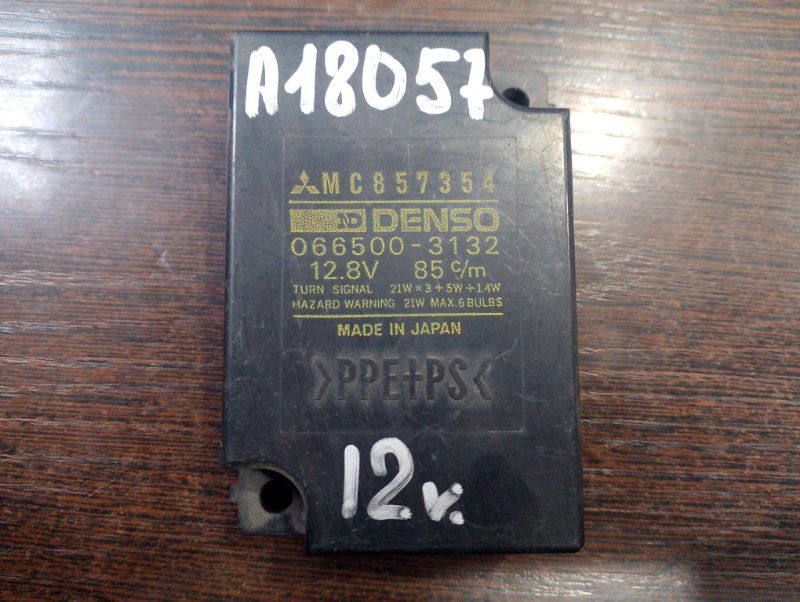 A18057
MC857354
ND DENSO
066500-3132
12.8V 85 c/m
TURN SIGNAL 21W×3+5W+1.4W
HAZARD WARNING 21W MAX.6 BULBS
MADE IN JAPAN
>PPE+PS<
12v.